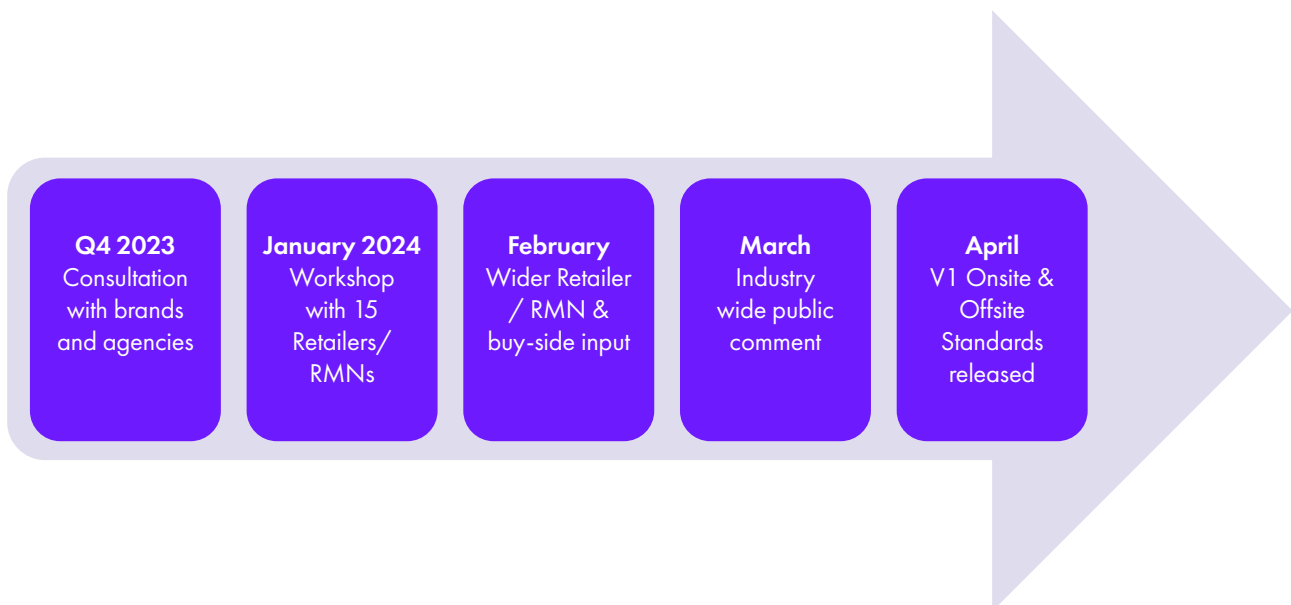 Q4 2023
Consultation
with brands
and agencies
January 2024
Workshop
with 15
Retailers/
RMNs
February
Wider Retailer
/ RMN &
buy-side input
March
Industry
wide public
comment
April
V1 Onsite &
Offsite
Standards
released